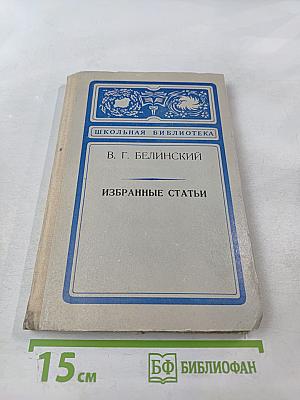 ШКОЛЬНАЯ БИБЛИОТЕКА
В. Г. БЕЛИНСКИЙ
ИЗБРАННЫЕ СТАТЬИ
15 см
БФ БИБЛИОФАН